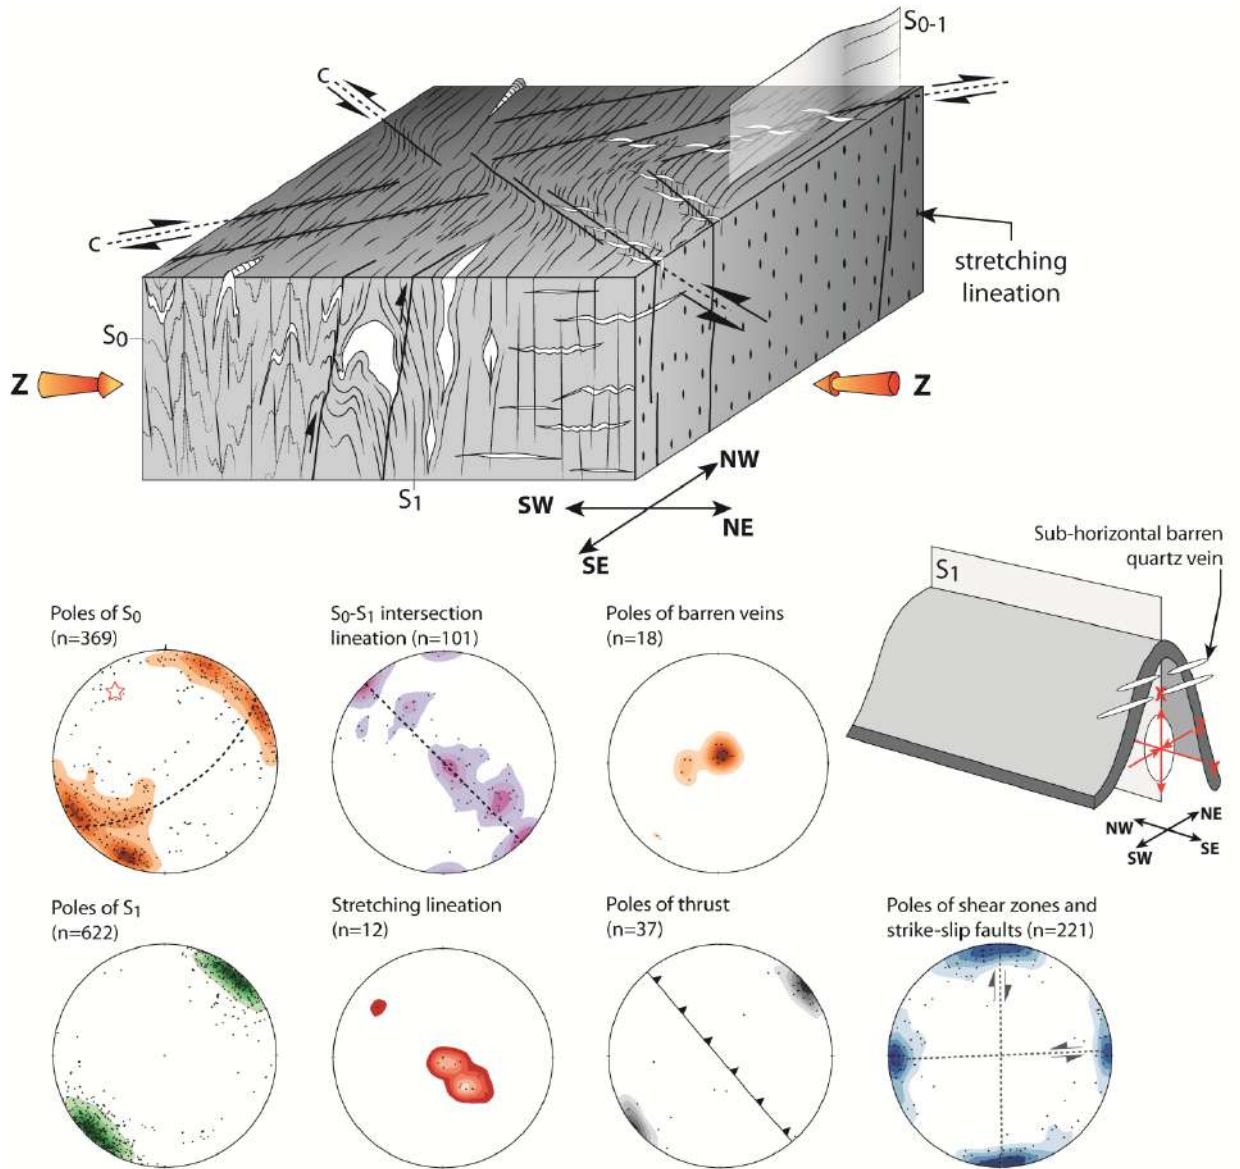 S0-1
C
C
stretching
lineation
S0
Z
Z
S1
NW
SW
NE
SE
Sub-horizontal barren
quartz vein
S1
X
Z
Y
NW
NE
SW
SE
Poles of S0
(n=369)
S0-S1 intersection
lineation (n=101)
Poles of barren veins
(n=18)
Poles of S1
(n=622)
Stretching lineation
(n=12)
Poles of thrust
(n=37)
Poles of shear zones and
strike-slip faults (n=221)